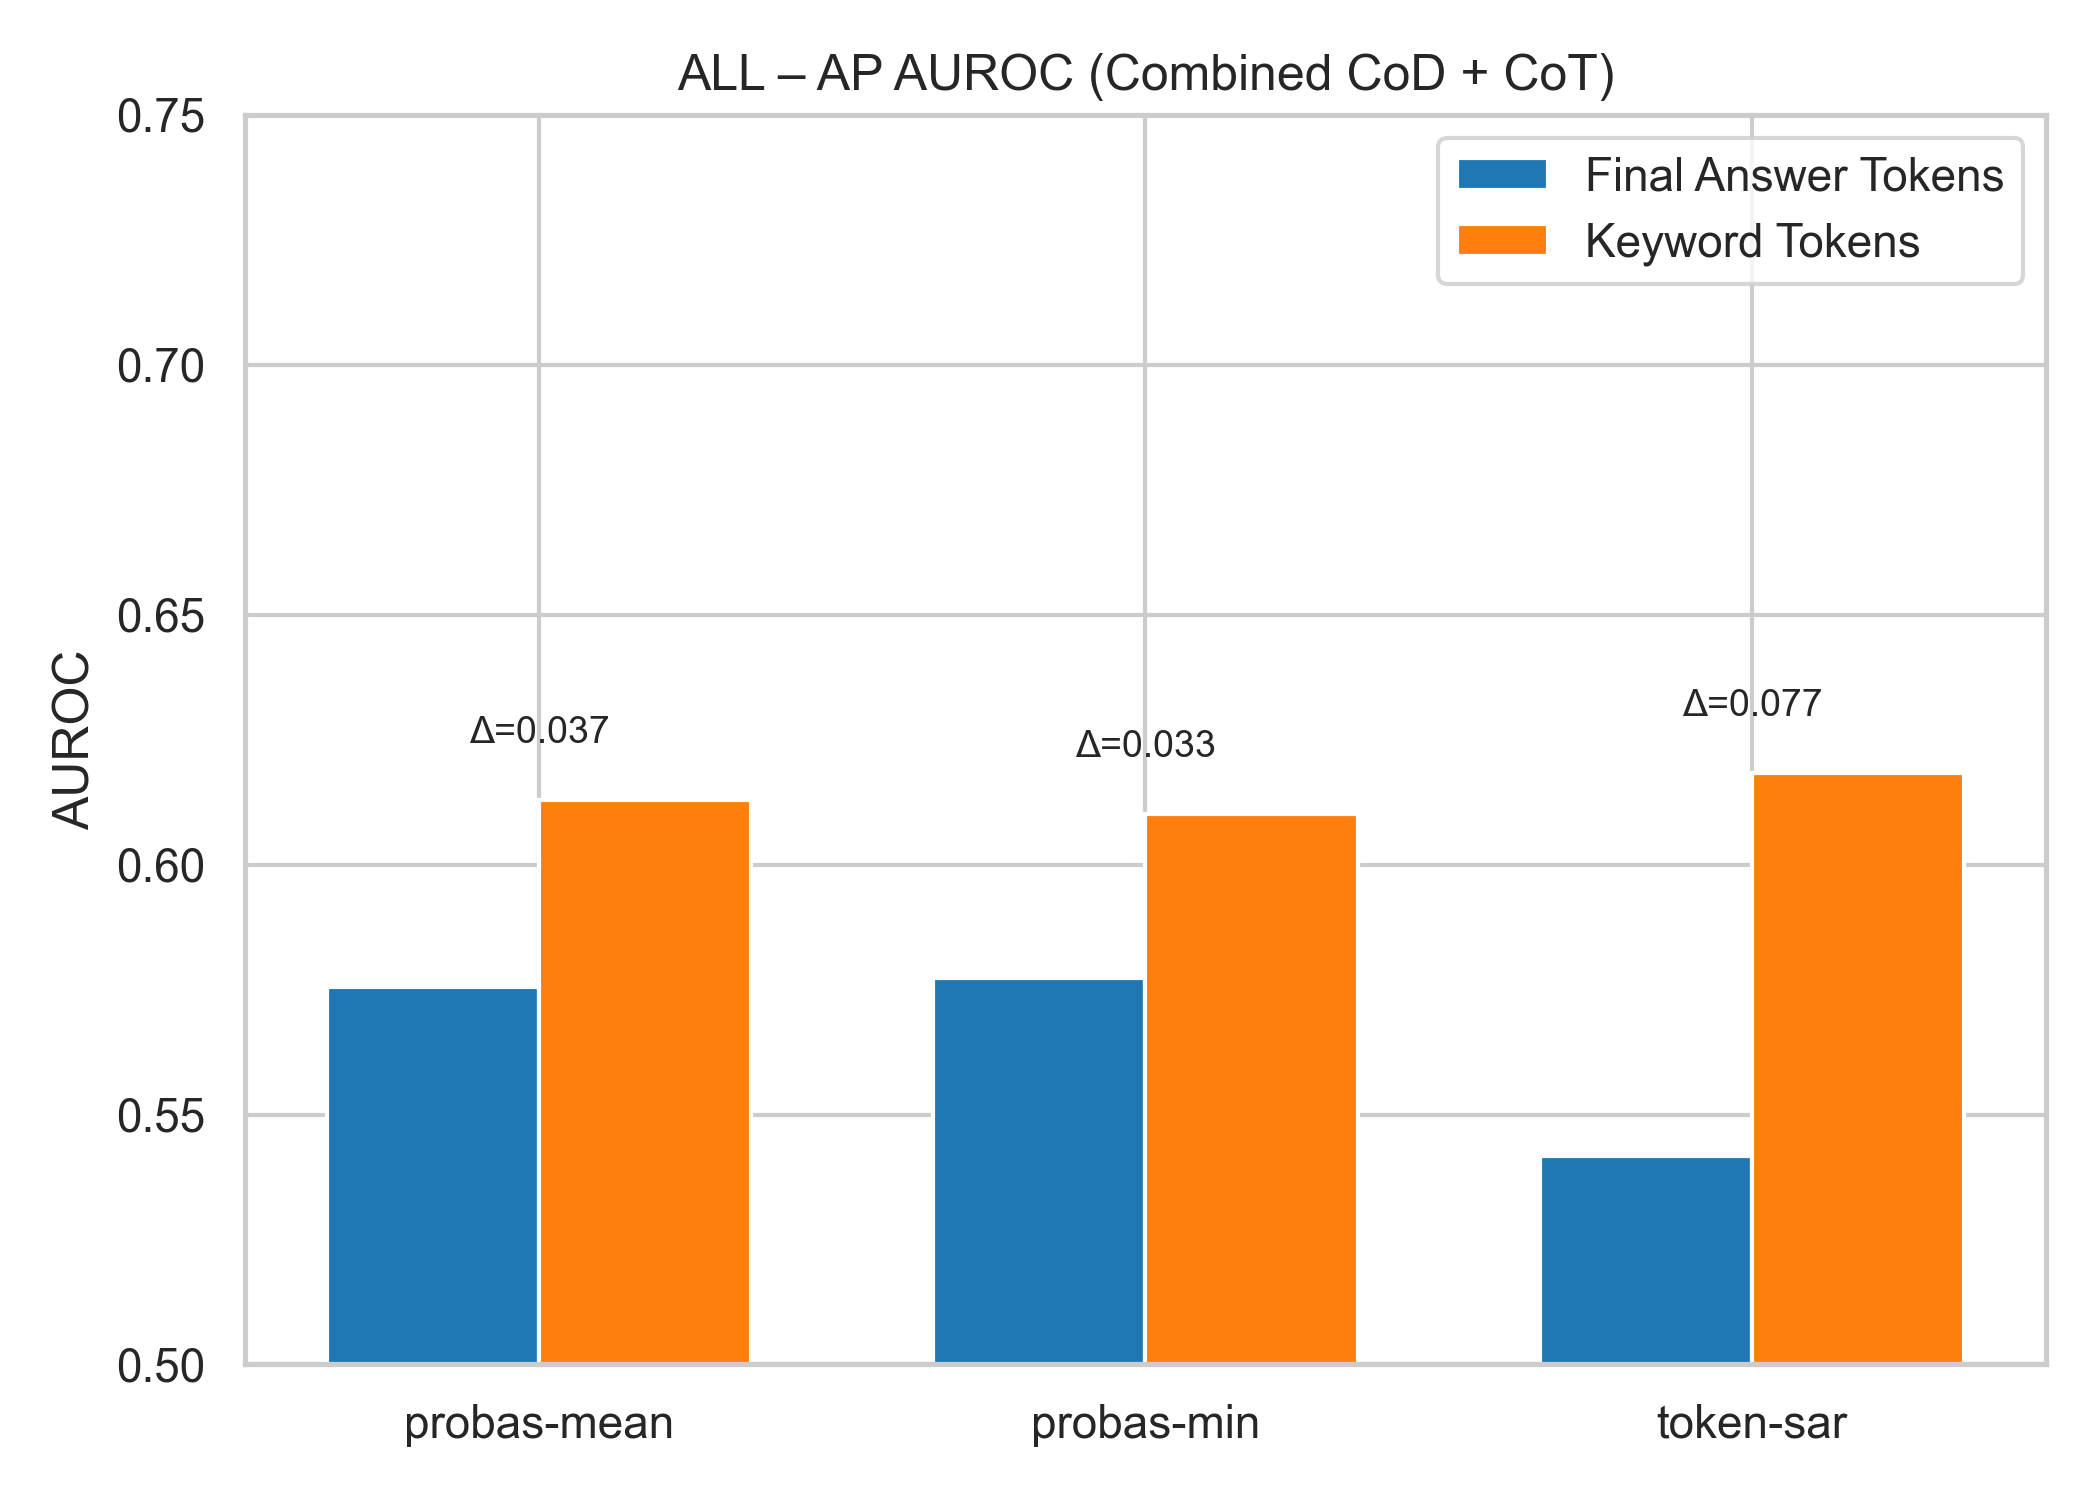 ALL – AP AUROC (Combined CoD + CoT)
0.75
0.70
0.65
0.60
0.55
0.50
AUROC
Final Answer Tokens
Keyword Tokens
Δ=0.037
Δ=0.033
Δ=0.077
probas-mean
probas-min
token-sar